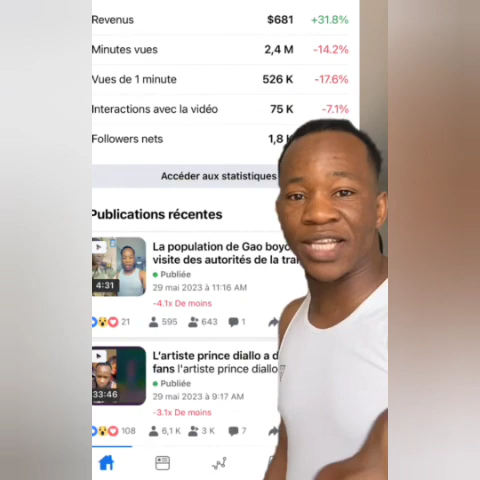 Revenus $681 +31.8%
Minutes vues 2,4 M -14.2%
Vues de 1 minute 526 K -17.6%
Interactions avec la vidéo 75 K -7.1%
Followers nets 1,8
Accéder aux statistiques
Publications récentes
La population de Gao
visite des autorités de la
Publiée
29 mai 2023 à 11:16 AM
4:31
-4.1x De moins
21 595 643 1
L'artiste prince diallo a
fans l'artiste prince diallo
Publiée
29 mai 2023 à 9:17 AM
33:46
-3.1x De moins
108 6,1 K 3 K 7